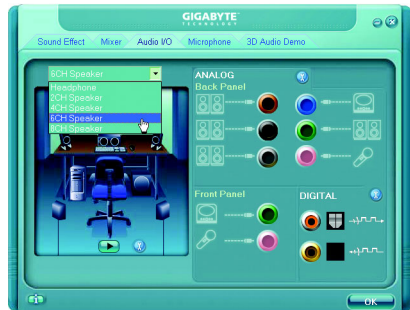 GIGABYTE
TECHNOLOGY
Sound Effect Mixer Audio I/O Microphone 3D Audio Demo
6CH Speaker
Headphone
2CH Speaker
4CH Speaker
6CH Speaker
8CH Speaker
ANALOG
Back Panel
Front Panel
DIGITAL
OK